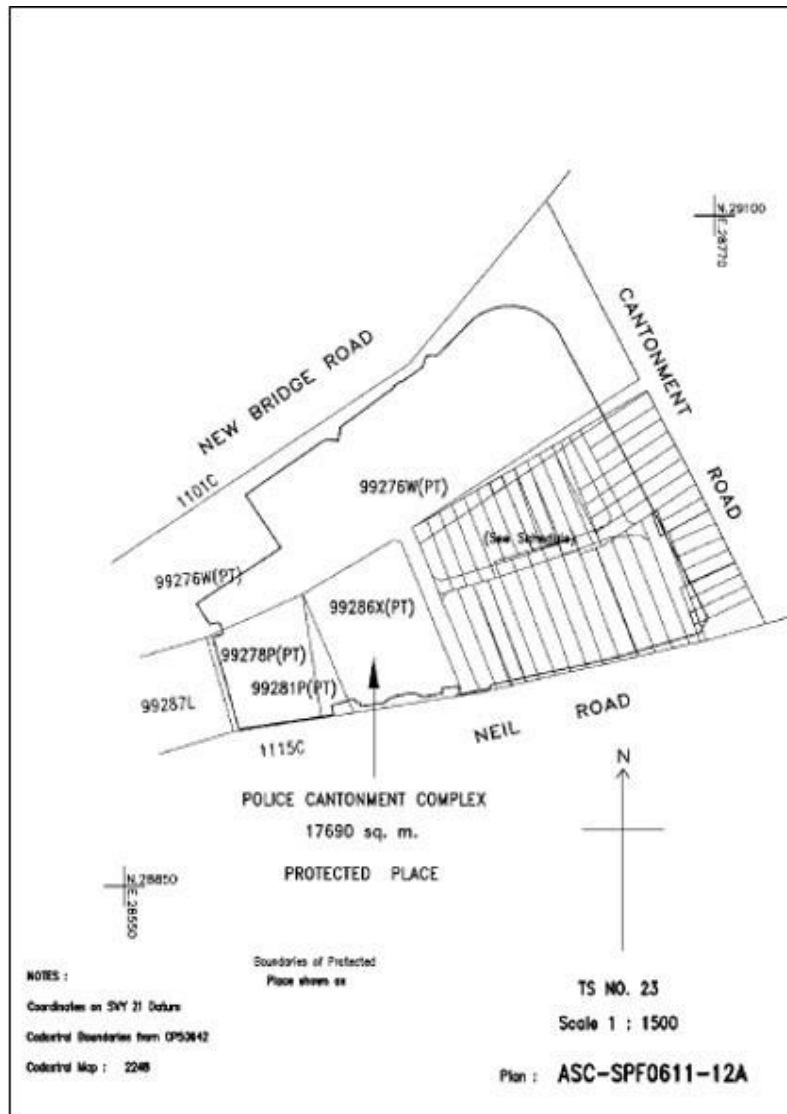 N.29100
E.28770
CANTONMENT ROAD
NEW BRIDGE ROAD
1101C
99276W(PT)
(See Schedule)
99276W(PT)
99286X(PT)
99278P(PT)
99281P(PT)
99287L
NEIL ROAD
1115C
N
POLICE CANTONMENT COMPLEX
17690 sq. m.
PROTECTED PLACE
N.28850
E.28550
Boundaries of Protected
Place shown as
NOTES :
Coordinates on SVY 21 Datum
Cadastral Boundaries from CP53642
Cadastral Map : 2248
TS NO. 23
Scale 1 : 1500
Plan : ASC-SPF0611-12A